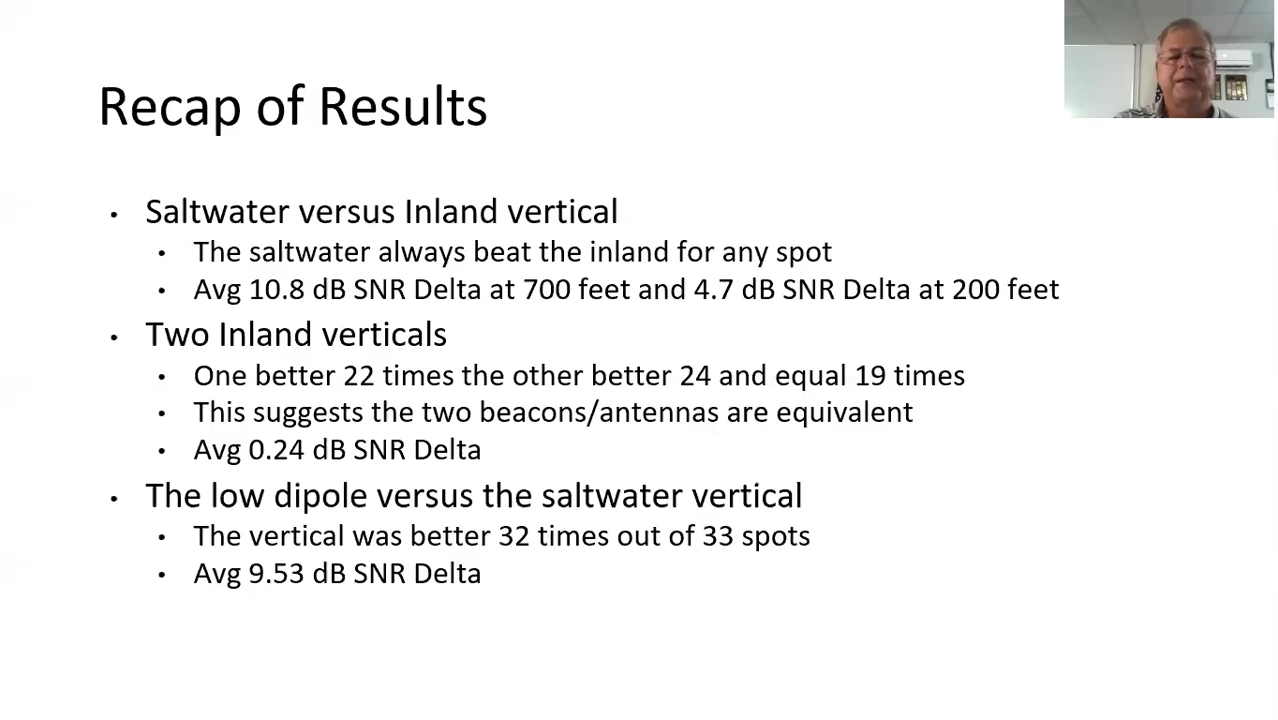 Recap of Results
• Saltwater versus Inland vertical
• The saltwater always beat the inland for any spot
• Avg 10.8 dB SNR Delta at 700 feet and 4.7 dB SNR Delta at 200 feet
• Two Inland verticals
• One better 22 times the other better 24 and equal 19 times
• This suggests the two beacons/antennas are equivalent
• Avg 0.24 dB SNR Delta
• The low dipole versus the saltwater vertical
• The vertical was better 32 times out of 33 spots
• Avg 9.53 dB SNR Delta